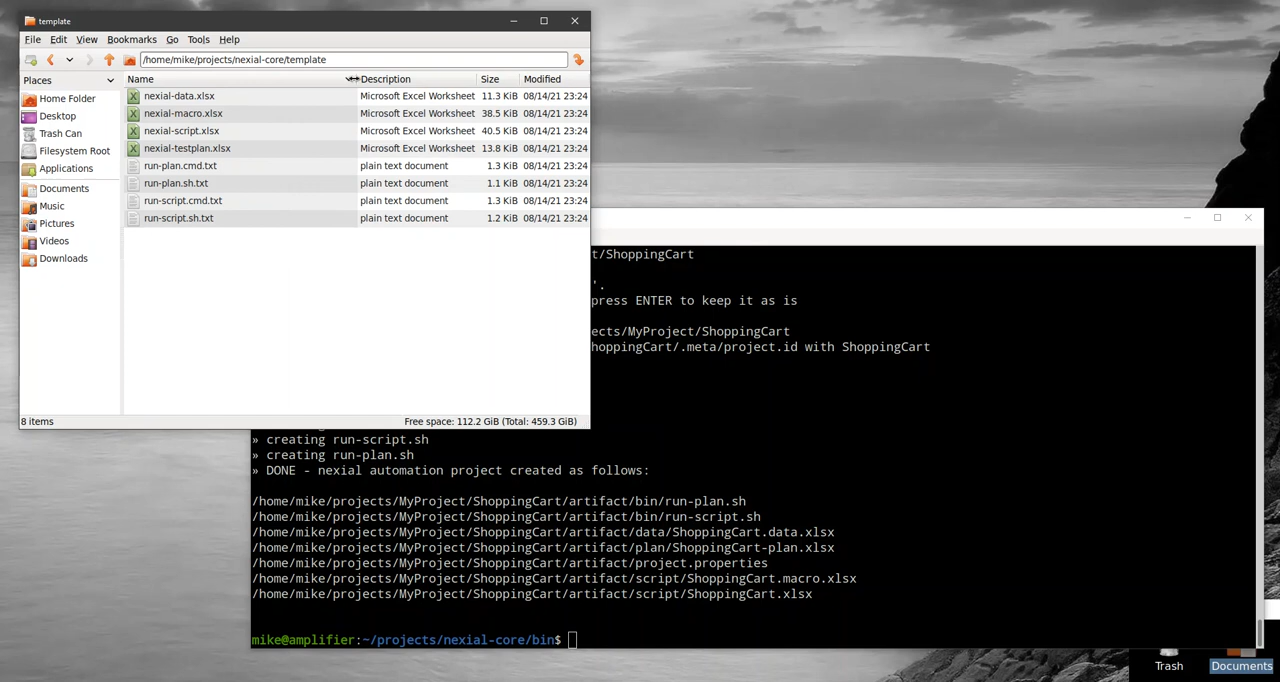 template
File Edit View Bookmarks Go Tools Help
/home/mike/projects/nexial-core/template
Places
Home Folder
Desktop
Trash Can
Filesystem Root
Applications
Documents
Music
Pictures
Videos
Downloads
Name Description Size Modified
nexial-data.xlsx Microsoft Excel Worksheet 11.3 KiB 08/14/21 23:24
nexial-macro.xlsx Microsoft Excel Worksheet 38.5 KiB 08/14/21 23:24
nexial-script.xlsx Microsoft Excel Worksheet 40.5 KiB 08/14/21 23:24
nexial-testplan.xlsx Microsoft Excel Worksheet 13.8 KiB 08/14/21 23:24
run-plan.cmd.txt plain text document 1.3 KiB 08/14/21 23:24
run-plan.sh.txt plain text document 1.1 KiB 08/14/21 23:24
run-script.cmd.txt plain text document 1.3 KiB 08/14/21 23:24
run-script.sh.txt plain text document 1.2 KiB 08/14/21 23:24
8 items Free space: 112.2 GiB (Total: 459.3 GiB)
t/ShoppingCart
'.
press ENTER to keep it as is
ects/MyProject/ShoppingCart
hoppingCart/.meta/project.id with ShoppingCart
» creating run-script.sh
» creating run-plan.sh
» DONE - nexial automation project created as follows:
/home/mike/projects/MyProject/ShoppingCart/artifact/bin/run-plan.sh
/home/mike/projects/MyProject/ShoppingCart/artifact/bin/run-script.sh
/home/mike/projects/MyProject/ShoppingCart/artifact/data/ShoppingCart.data.xlsx
/home/mike/projects/MyProject/ShoppingCart/artifact/plan/ShoppingCart-plan.xlsx
/home/mike/projects/MyProject/ShoppingCart/artifact/project.properties
/home/mike/projects/MyProject/ShoppingCart/artifact/script/ShoppingCart.macro.xlsx
/home/mike/projects/MyProject/ShoppingCart/artifact/script/ShoppingCart.xlsx
mike@amplifier:~/projects/nexial-core/bin$
Trash
Documents